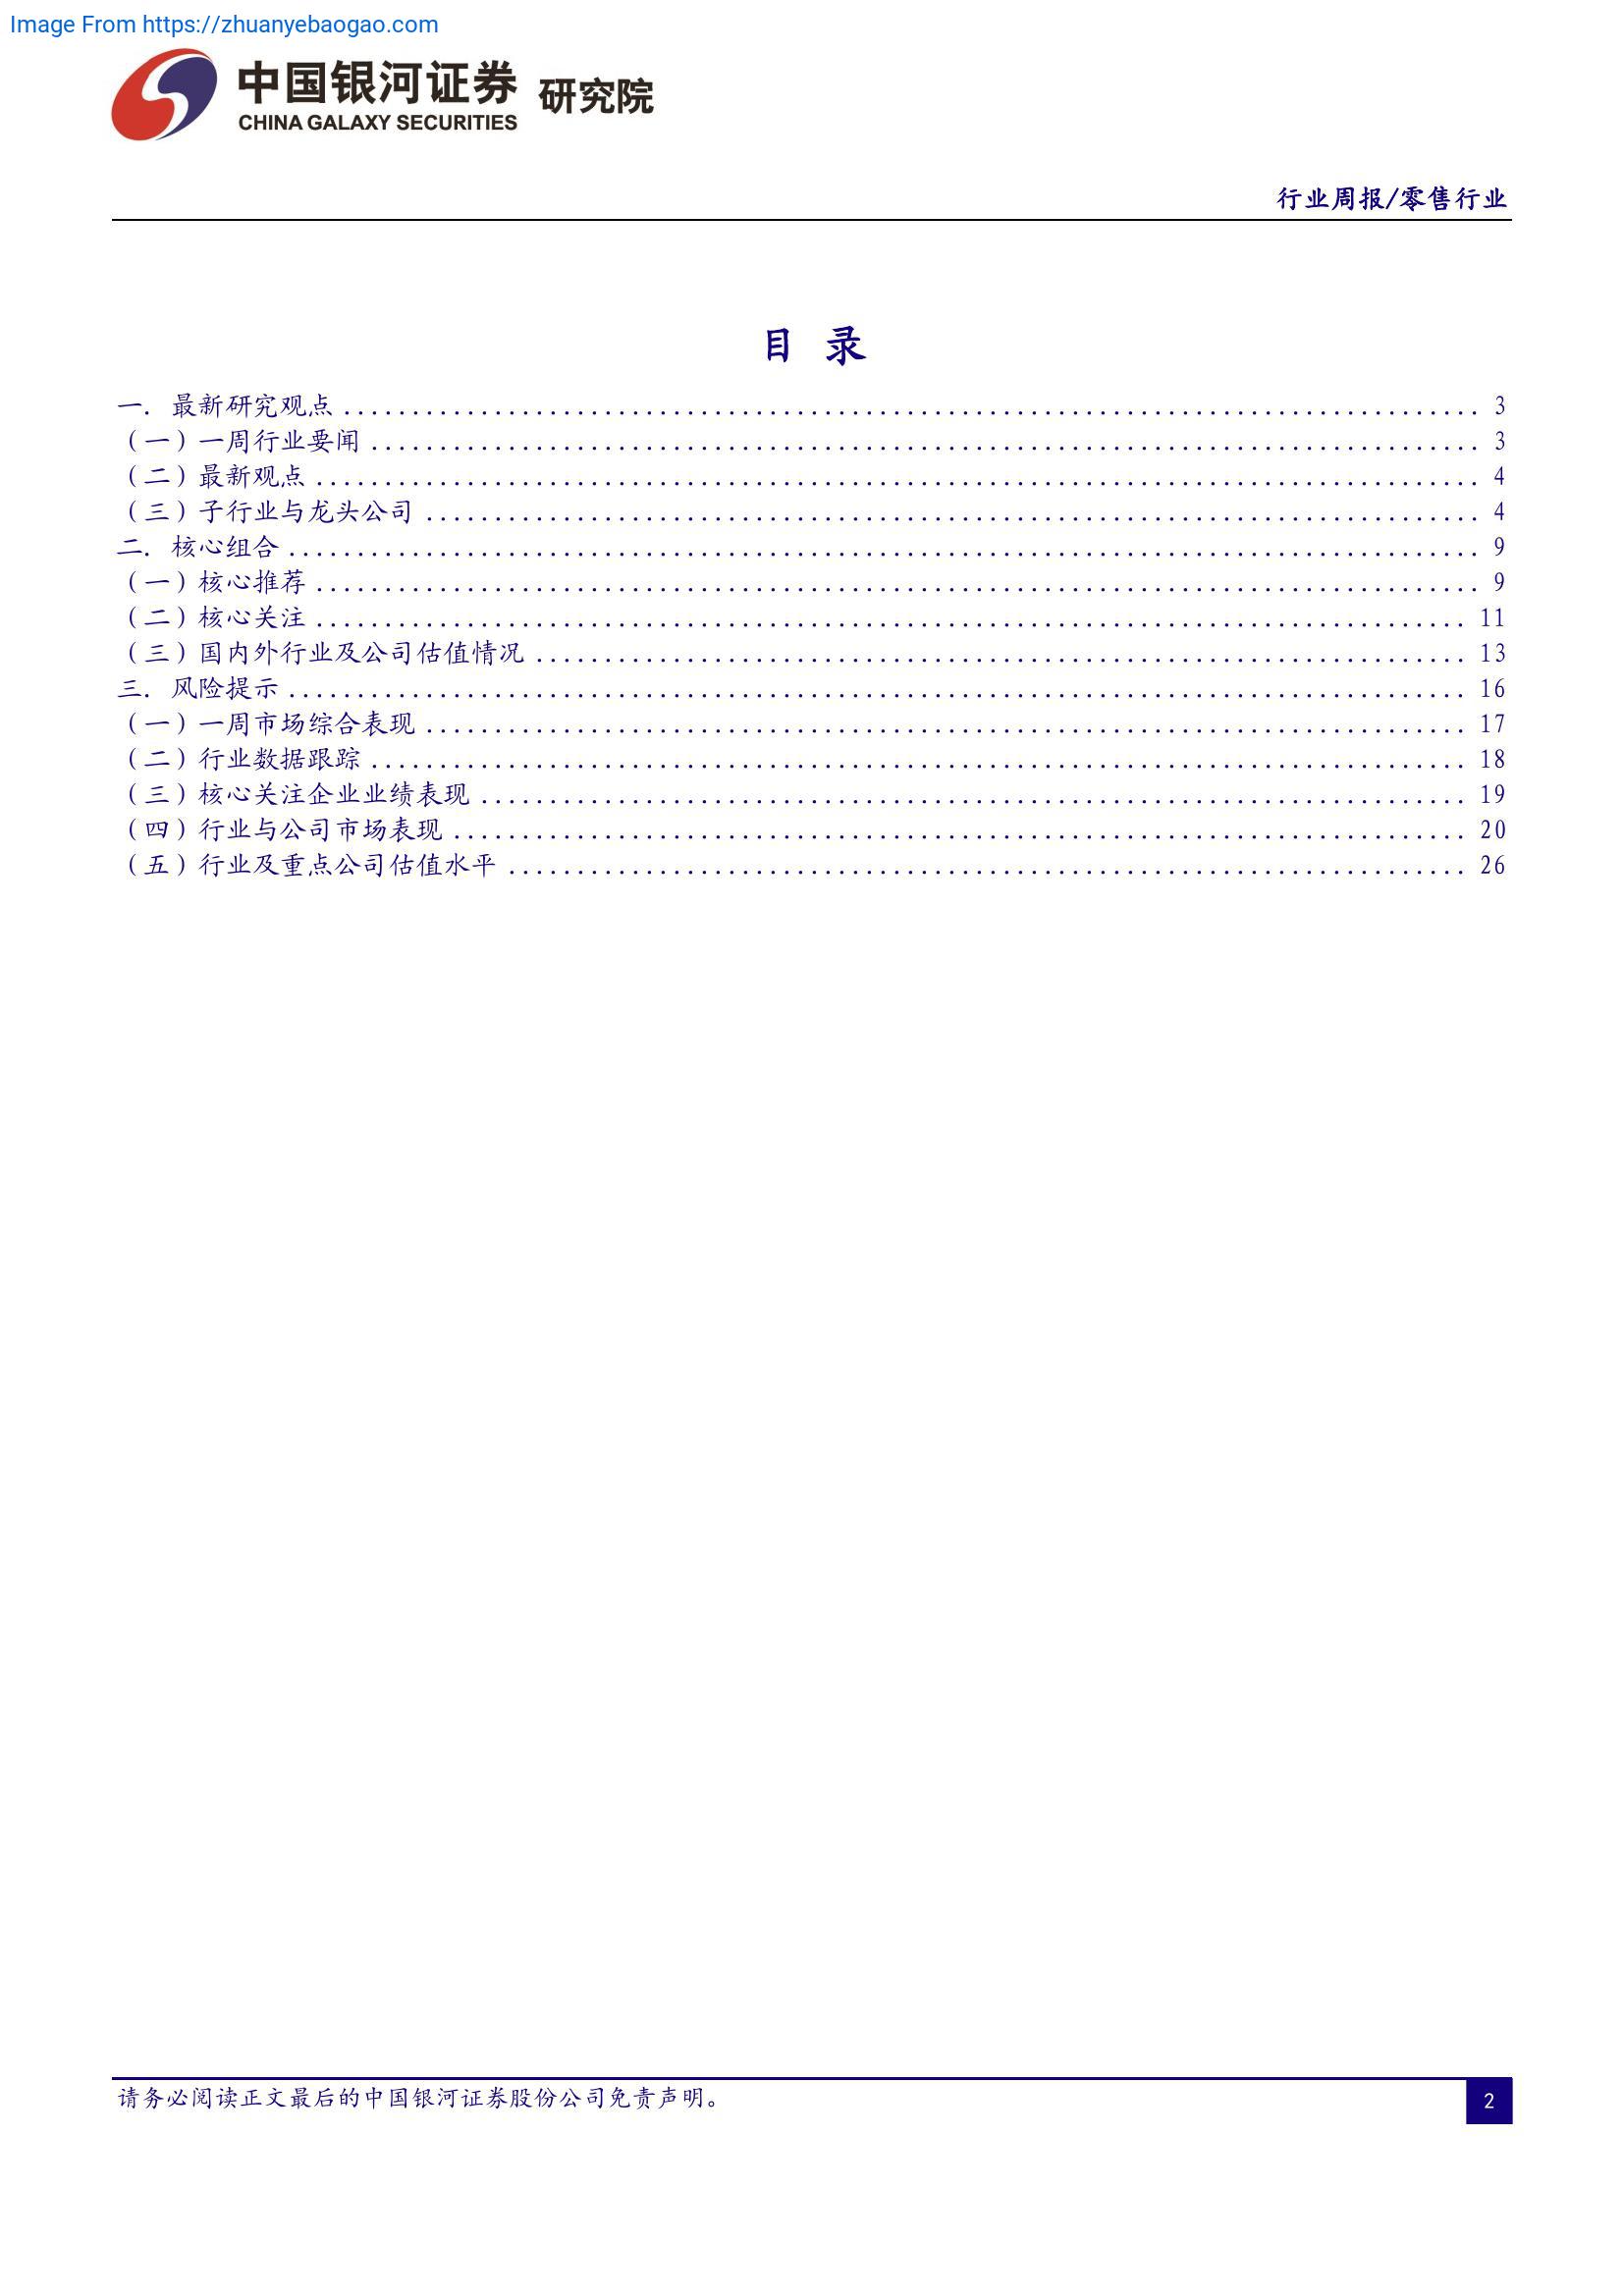 Image From https://zhuanyebaogao.com
中国银河证券 研究院
CHINA GALAXY SECURITIES
行业周报/零售行业
目 录
一. 最新研究观点 3
（一）一周行业要闻 3
（二）最新观点 4
（三）子行业与龙头公司 4
二. 核心组合 9
（一）核心推荐 9
（二）核心关注 11
（三）国内外行业及公司估值情况 13
三. 风险提示 16
（一）一周市场综合表现 17
（二）行业数据跟踪 18
（三）核心关注企业业绩表现 19
（四）行业与公司市场表现 20
（五）行业及重点公司估值水平 26
请务必阅读正文最后的中国银河证券股份公司免责声明。
2